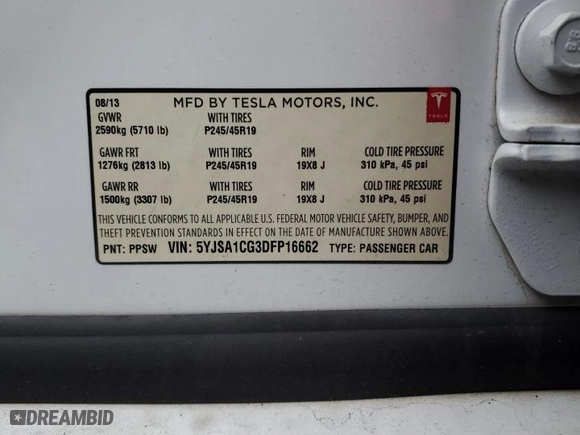 08/13 MFD BY TESLA MOTORS, INC.
GVWR WITH TIRES
2590kg (5710 lb) P245/45R19
TESLA
GAWR FRT WITH TIRES RIM COLD TIRE PRESSURE
1276kg (2813 lb) P245/45R19 19X8 J 310 kPa, 45 psi
GAWR RR WITH TIRES RIM COLD TIRE PRESSURE
1500kg (3307 lb) P245/45R19 19X8 J 310 kPa, 45 psi
THIS VEHICLE CONFORMS TO ALL APPLICABLE U.S. FEDERAL MOTOR VEHICLE SAFETY, BUMPER, AND
THEFT PREVENTION STANDARDS IN EFFECT ON THE DATE OF MANUFACTURE SHOWN ABOVE.
PNT: PPSW VIN: 5YJSA1CG3DFP16662 TYPE: PASSENGER CAR
DREAMBID